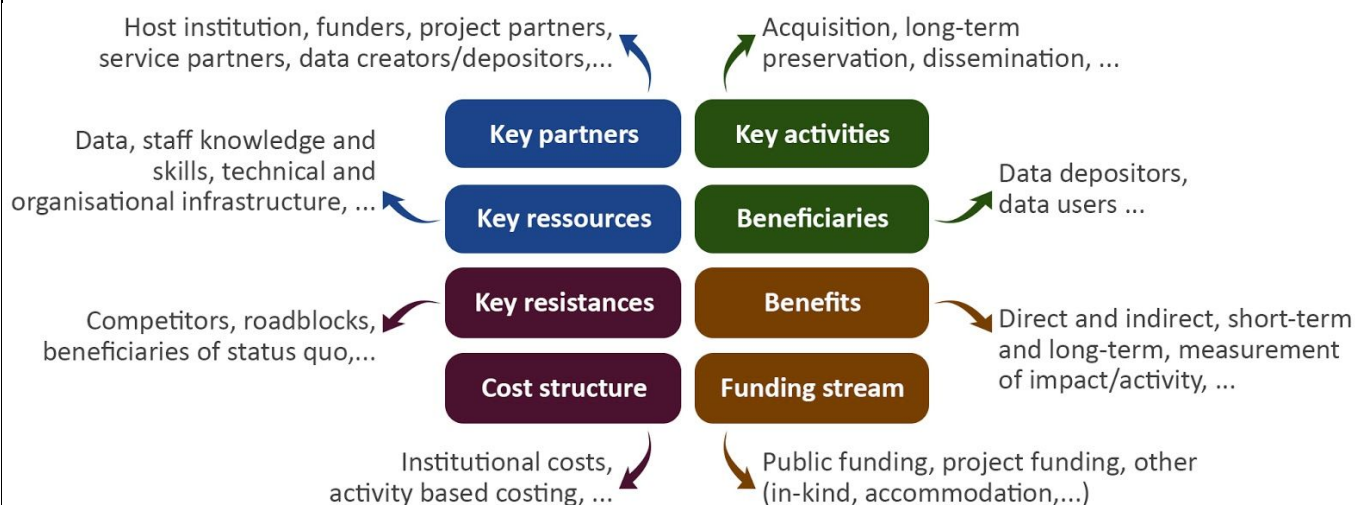 Host institution, funders, project partners,
service partners, data creators/depositors,...
Acquisition, long-term
preservation, dissemination, ...
Key partners
Key activities
Data, staff knowledge and
skills, technical and
organisational infrastructure, ...
Data depositors,
data users ...
Key ressources
Beneficiaries
Key resistances
Benefits
Competitors, roadblocks,
beneficiaries of status quo,...
Direct and indirect, short-term
and long-term, measurement
of impact/activity, ...
Cost structure
Funding stream
Institutional costs,
activity based costing, ...
Public funding, project funding, other
(in-kind, accommodation,...)